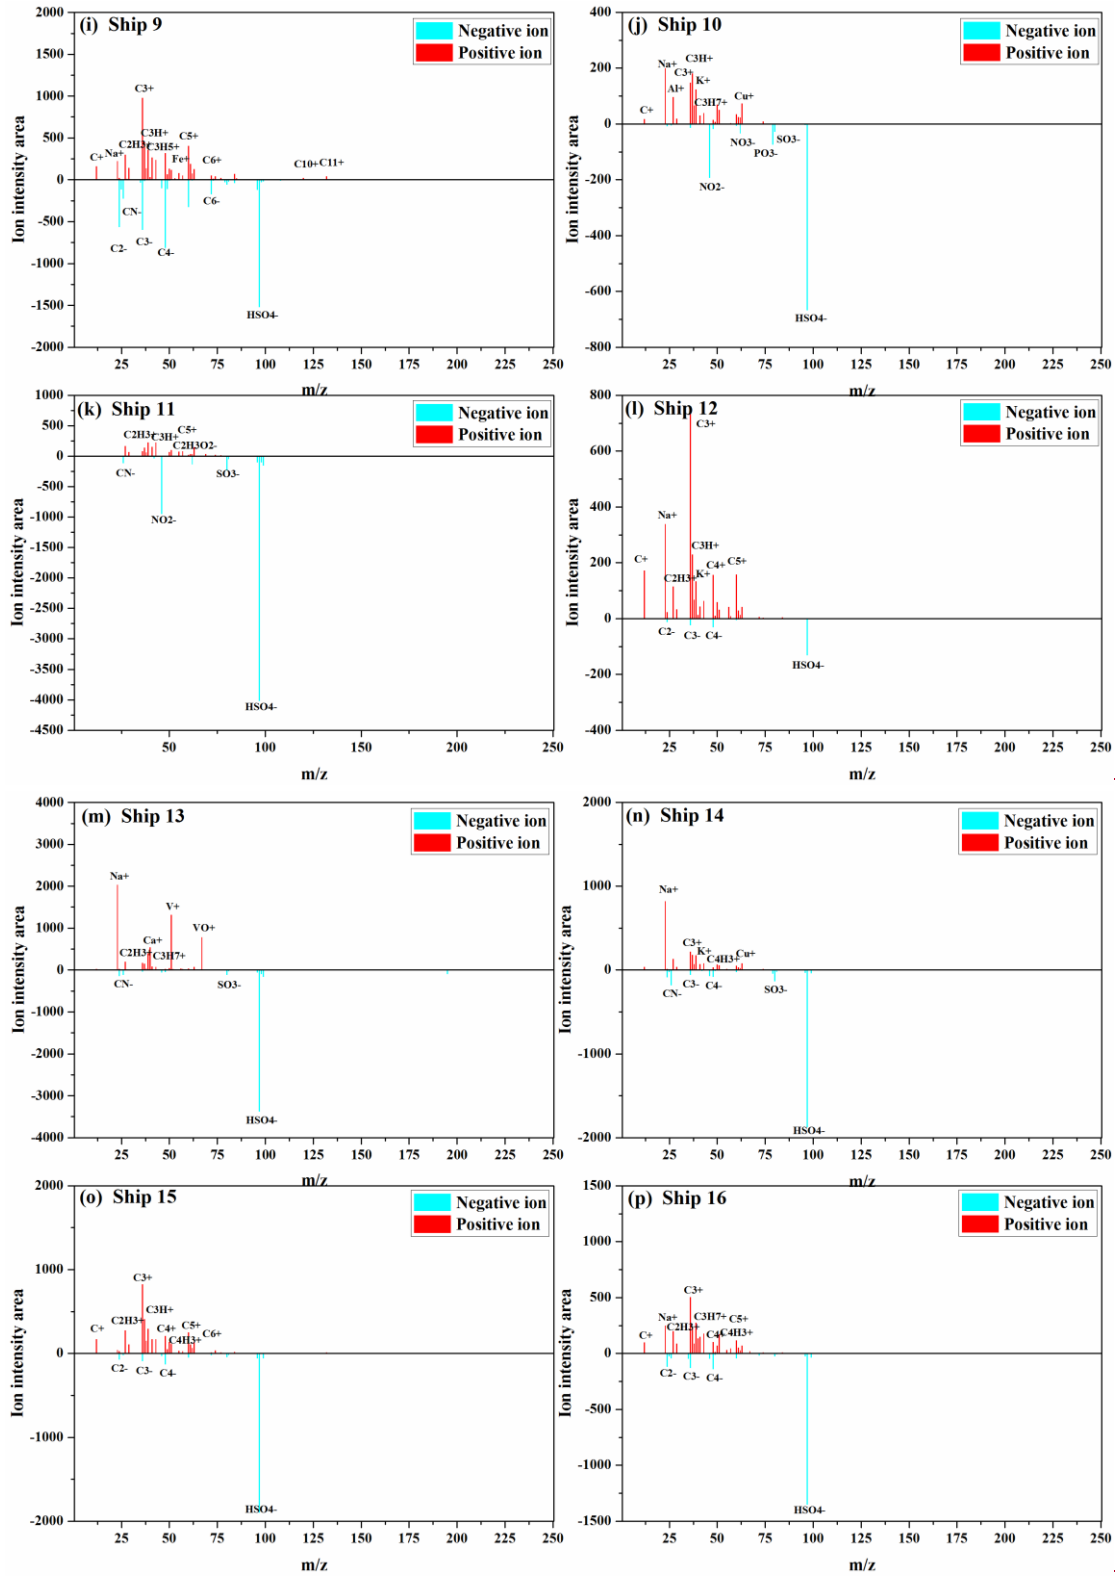 (i) Ship 9
Negative ion
Positive ion
Ion intensity area
2000
1500
1000
500
0
-500
-1000
-1500
-2000
C3+
C3H+
C2H3+
C3H5+
C5+
C+
Na+
Fe+
C6+
C10+
C11+
CN-
C6-
C2-
C3-
C4-
HSO4-
25
50
75
100
125
150
175
200
225
250
m/z
(j) Ship 10
Negative ion
Positive ion
Ion intensity area
400
200
0
-200
-400
-600
-800
C3H+
Na+
C3+
K+
Al+
C3H7+
Cu+
C+
NO3-
SO3-
PO3-
NO2-
HSO4-
25
50
75
100
125
150
175
200
225
250
m/z
(k) Ship 11
Negative ion
Positive ion
Ion intensity area
1000
500
0
-500
-1000
-1500
-2000
-2500
-3000
-3500
-4000
-4500
C2H3+
C3H+
C5+
C2H3O2-
CN-
SO3-
NO2-
HSO4-
50
100
150
200
250
m/z
(l) Ship 12
Negative ion
Positive ion
Ion intensity area
800
600
400
200
0
-200
-400
C3+
Na+
C3H+
C+
C2H3+
K+
C4+
C5+
C2-
C3-
C4-
HSO4-
25
50
75
100
125
150
175
200
225
250
m/z
(m) Ship 13
Negative ion
Positive ion
Ion intensity area
4000
3000
2000
1000
0
-1000
-2000
-3000
-4000
Na+
V+
VO+
Ca+
C2H3+
C3H7+
CN-
SO3-
HSO4-
25
50
75
100
125
150
175
200
225
250
m/z
(n) Ship 14
Negative ion
Positive ion
Ion intensity area
2000
1000
0
-1000
-2000
Na+
C3+
K+
C4H3+
Cu+
CN-
C3-
C4-
SO3-
HSO4-
25
50
75
100
125
150
175
200
225
250
m/z
(o) Ship 15
Negative ion
Positive ion
Ion intensity area
2000
1000
0
-1000
-2000
C3+
C3H+
C2H3+
C+
C4+
C5+
C4H3+
C6+
C2-
C3-
C4-
HSO4-
25
50
75
100
125
150
175
200
225
250
m/z
(p) Ship 16
Negative ion
Positive ion
Ion intensity area
1500
1000
500
0
-500
-1000
-1500
C3+
Na+
C3H7+
C2H3+
C+
C4+
C5+
C4H3+
C2-
C3-
C4-
HSO4-
25
50
75
100
125
150
175
200
225
250
m/z